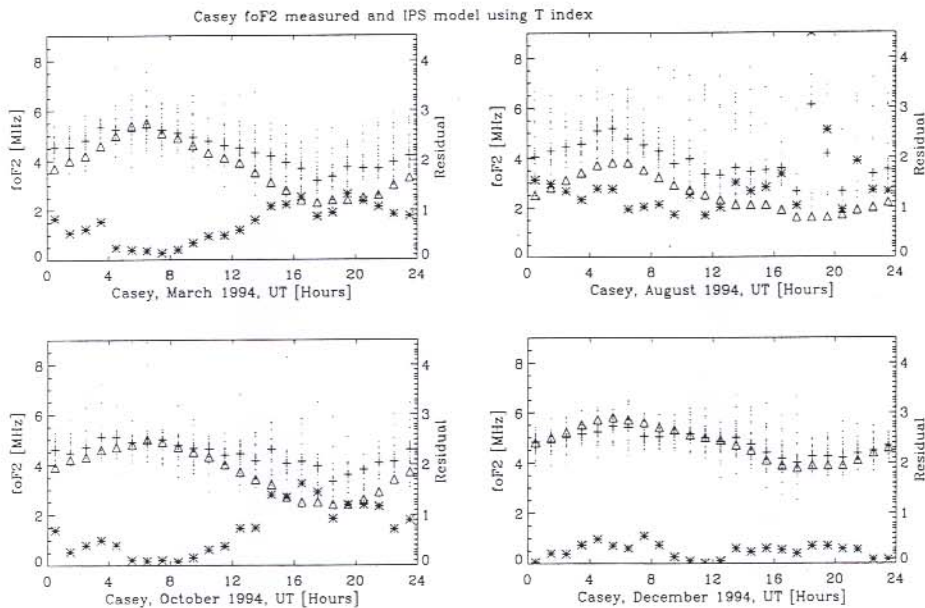 Casey foF2 measured and IPS model using T index
8
6
4
2
0
foF2 [MHz]
4
3
2
1
0
Residual
0 4 8 12 16 20 24
Casey, March 1994, UT [Hours]
8
6
4
2
0
foF2 [MHz]
4
3
2
1
0
Residual
0 4 8 12 16 20 24
Casey, August 1994, UT [Hours]
8
6
4
2
0
foF2 [MHz]
4
3
2
1
0
Residual
0 4 8 12 16 20 24
Casey, October 1994, UT [Hours]
8
6
4
2
0
foF2 [MHz]
4
3
2
1
0
Residual
0 4 8 12 16 20 24
Casey, December 1994, UT [Hours]